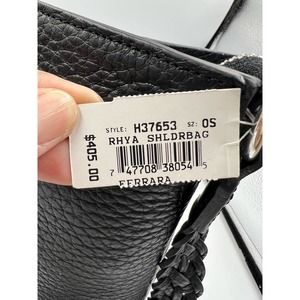 STYLE: H37653 SZ: OS
RHYA SHLDRBAG
7 47708 38054 5
FERRARA
$405.00